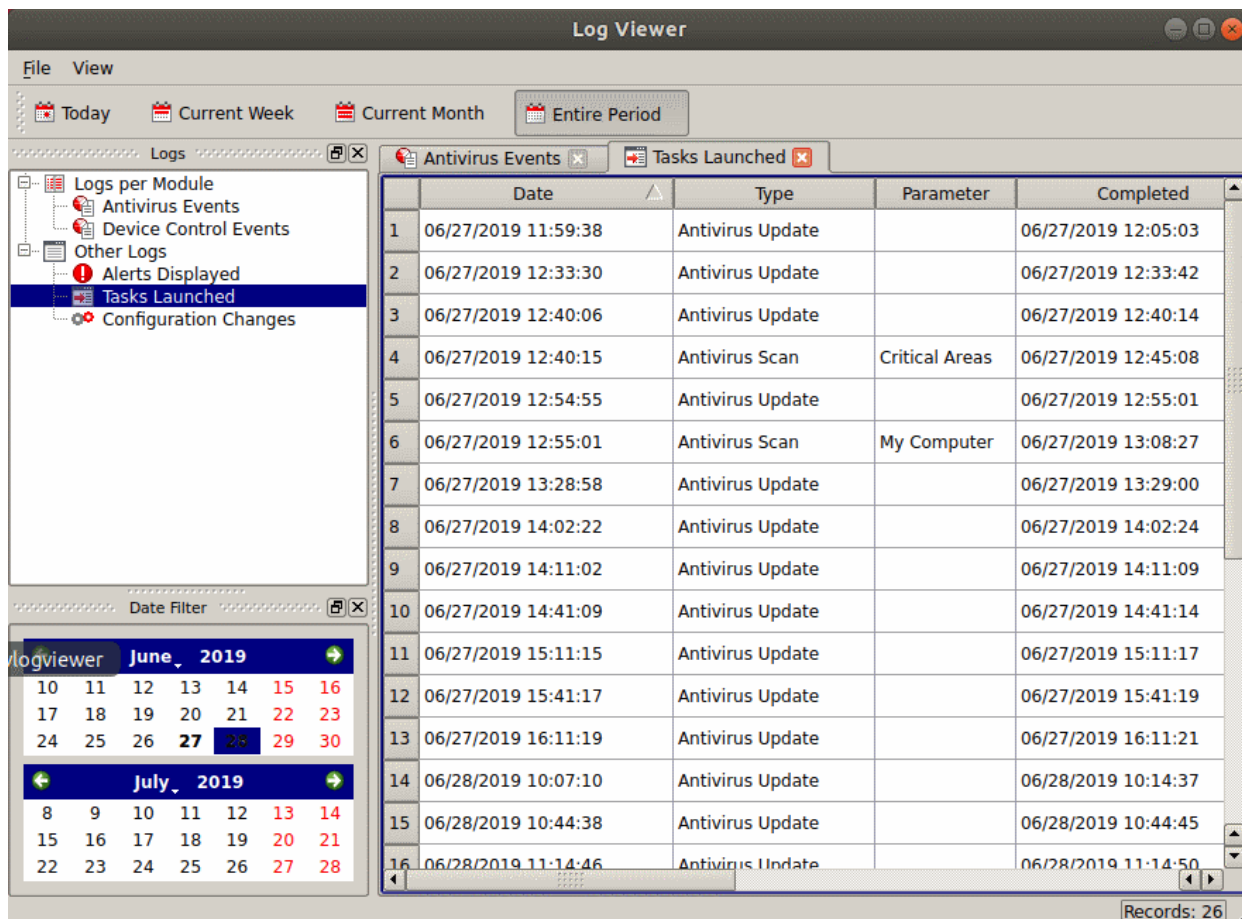 Log Viewer
File View
Today Current Week Current Month Entire Period
Logs
Logs per Module
Antivirus Events
Device Control Events
Other Logs
Alerts Displayed
Tasks Launched
Configuration Changes
Antivirus Events Tasks Launched
Date Type Parameter Completed
1 06/27/2019 11:59:38 Antivirus Update 06/27/2019 12:05:03
2 06/27/2019 12:33:30 Antivirus Update 06/27/2019 12:33:42
3 06/27/2019 12:40:06 Antivirus Update 06/27/2019 12:40:14
4 06/27/2019 12:40:15 Antivirus Scan Critical Areas 06/27/2019 12:45:08
5 06/27/2019 12:54:55 Antivirus Update 06/27/2019 12:55:01
6 06/27/2019 12:55:01 Antivirus Scan My Computer 06/27/2019 13:08:27
7 06/27/2019 13:28:58 Antivirus Update 06/27/2019 13:29:00
8 06/27/2019 14:02:22 Antivirus Update 06/27/2019 14:02:24
9 06/27/2019 14:11:02 Antivirus Update 06/27/2019 14:11:09
10 06/27/2019 14:41:09 Antivirus Update 06/27/2019 14:41:14
11 06/27/2019 15:11:15 Antivirus Update 06/27/2019 15:11:17
12 06/27/2019 15:41:17 Antivirus Update 06/27/2019 15:41:19
13 06/27/2019 16:11:19 Antivirus Update 06/27/2019 16:11:21
14 06/28/2019 10:07:10 Antivirus Update 06/28/2019 10:14:37
15 06/28/2019 10:44:38 Antivirus Update 06/28/2019 10:44:45
16 06/28/2019 11:14:46 Antivirus Update 06/28/2019 11:14:50
Date Filter
vlogviewer
June 2019
10 11 12 13 14 15 16
17 18 19 20 21 22 23
24 25 26 27 28 29 30
July 2019
8 9 10 11 12 13 14
15 16 17 18 19 20 21
22 23 24 25 26 27 28
Records: 26